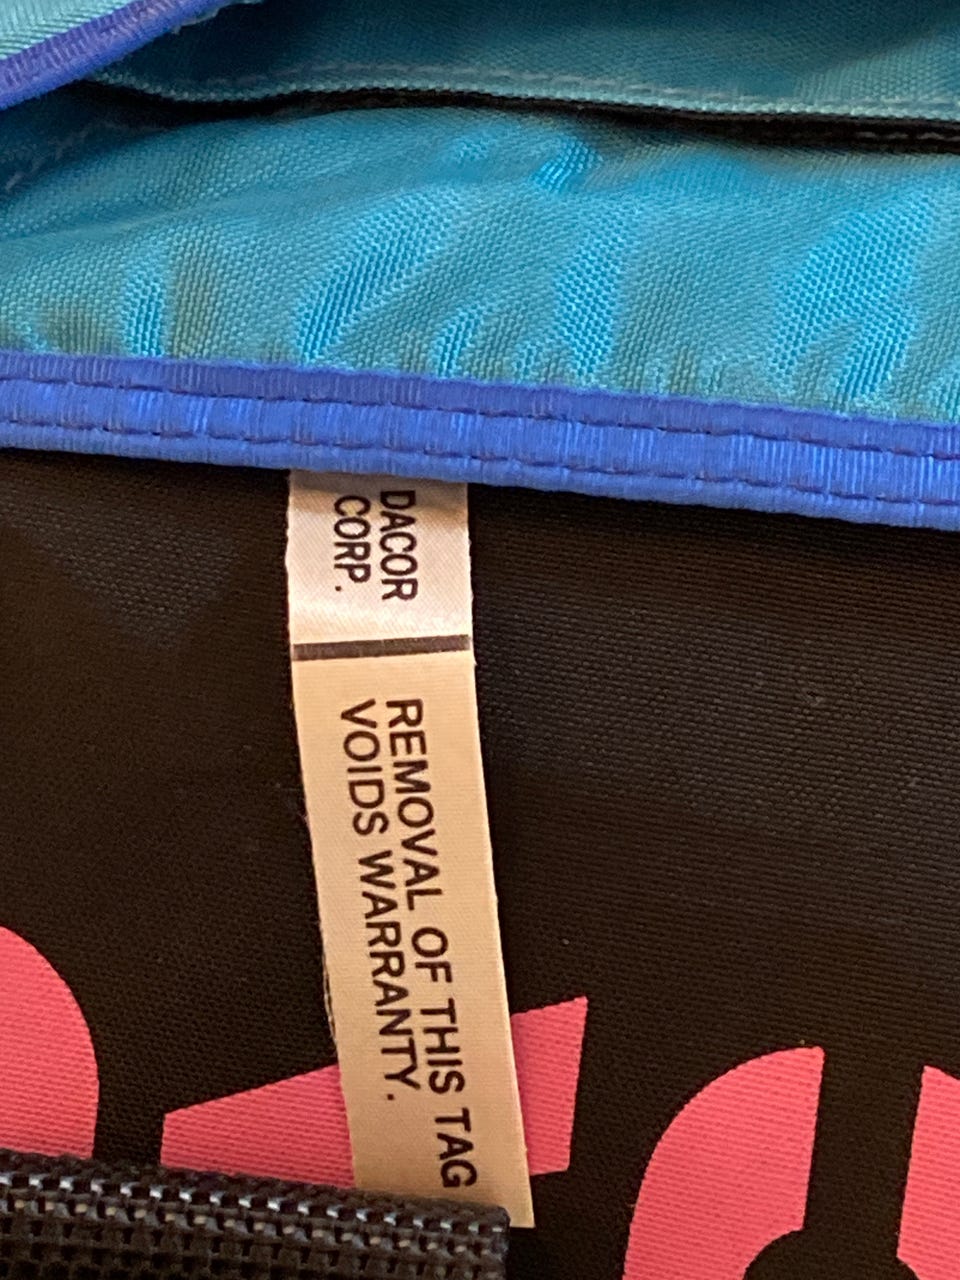 DACOR
CORP.
REMOVAL OF THIS TAG
VOIDS WARRANTY.